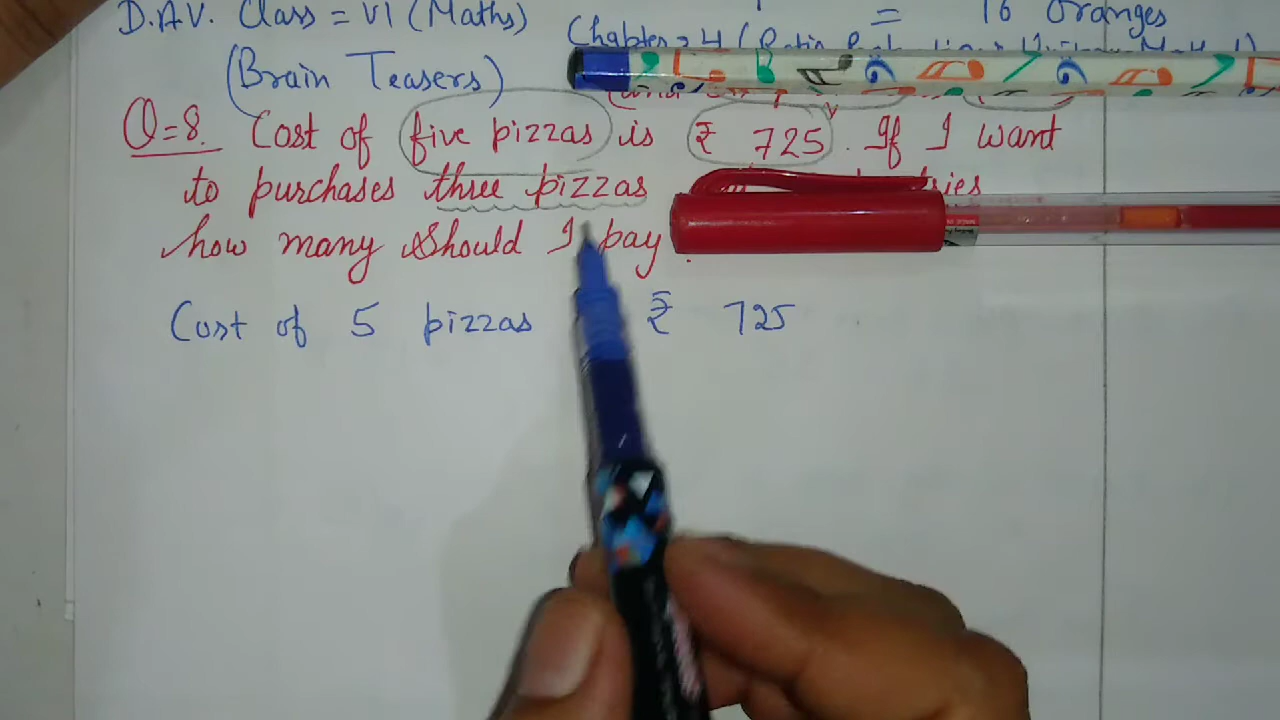 D.A.V. Class = VI (Maths)
= 16 Oranges
Chapter = 4 (
(Brain Teasers)
Q=8. Cost of five pizzas is ₹ 725. If I want
to purchases three pizzas
how many should I pay
Cost of 5 pizzas ₹ 725